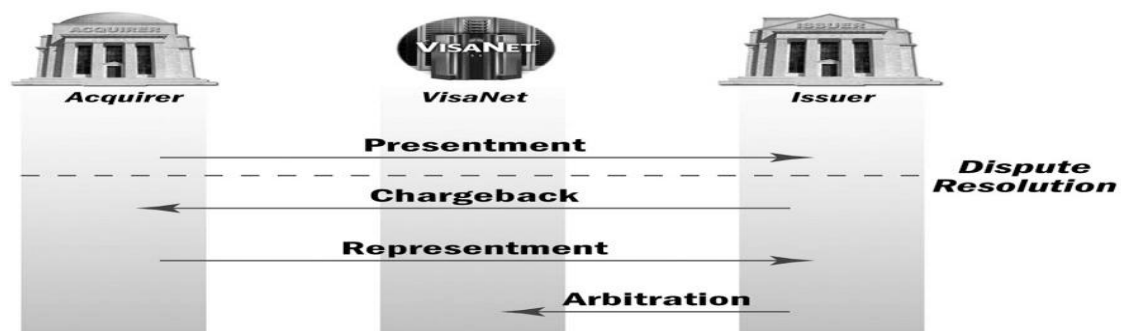 ACQUIRER
VISANET
ISSUER
Acquirer
VisaNet
Issuer
Presentment
Dispute
Resolution
Chargeback
Representment
Arbitration